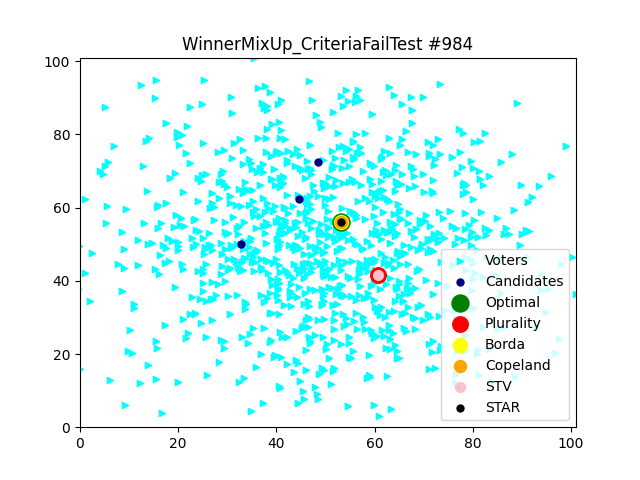 WinnerMixUp_CriteriaFailTest #984
100
80
60
40
20
0
0
20
40
60
80
100
Voters
Candidates
Optimal
Plurality
Borda
Copeland
STV
STAR